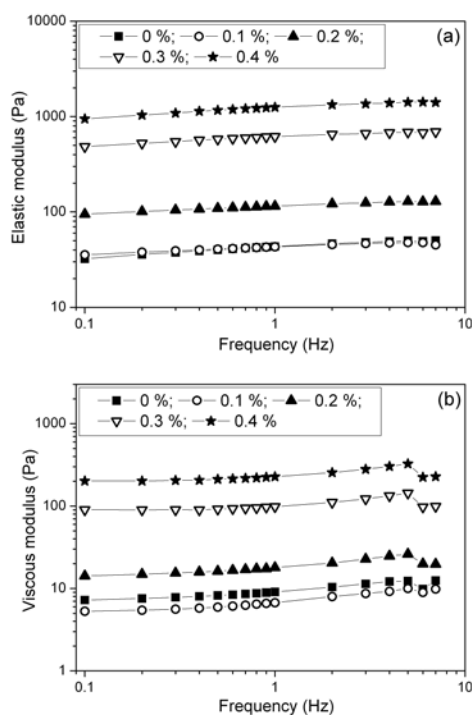 10000
(a)
0 %; 0.1 %; 0.2 %;
0.3 %; 0.4 %
1000
Elastic modulus (Pa)
100
10
0.1 1 10
Frequency (Hz)
(b)
0 %; 0.1 %; 0.2 %;
0.3 %; 0.4 %
1000
Viscous modulus (Pa)
100
10
1
0.1 1 10
Frequency (Hz)